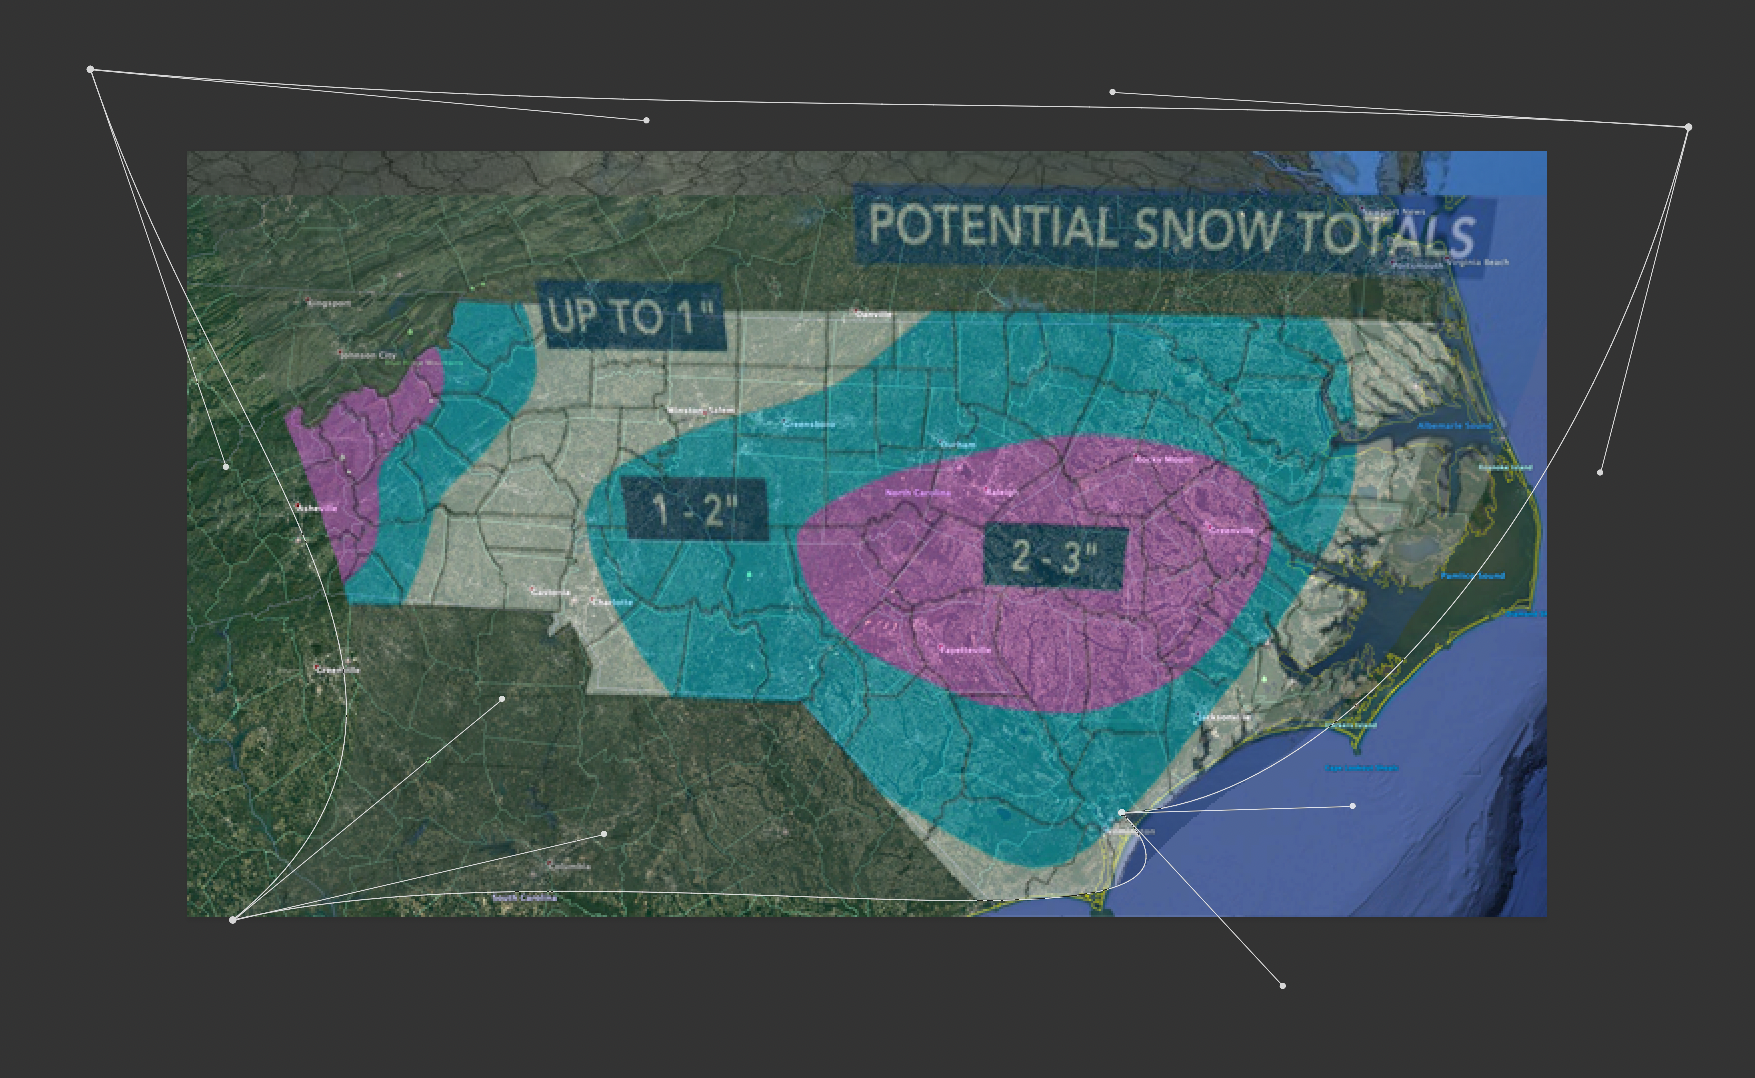 POTENTIAL SNOW TOTALS
Newport News
Portsmouth
Virginia Beach
UP TO 1"
Kingsport
Danville
Johnson City
Winston-Salem
Greensboro
Albemarle Sound
Durham
Rocky Mount
Roanoke Island
North Carolina
Raleigh
1 - 2"
Asheville
Greenville
2 - 3"
Pamlico Sound
Gastonia
Charlotte
Fayetteville
Greenville
Jacksonville
Wilmington
Columbia
South Carolina